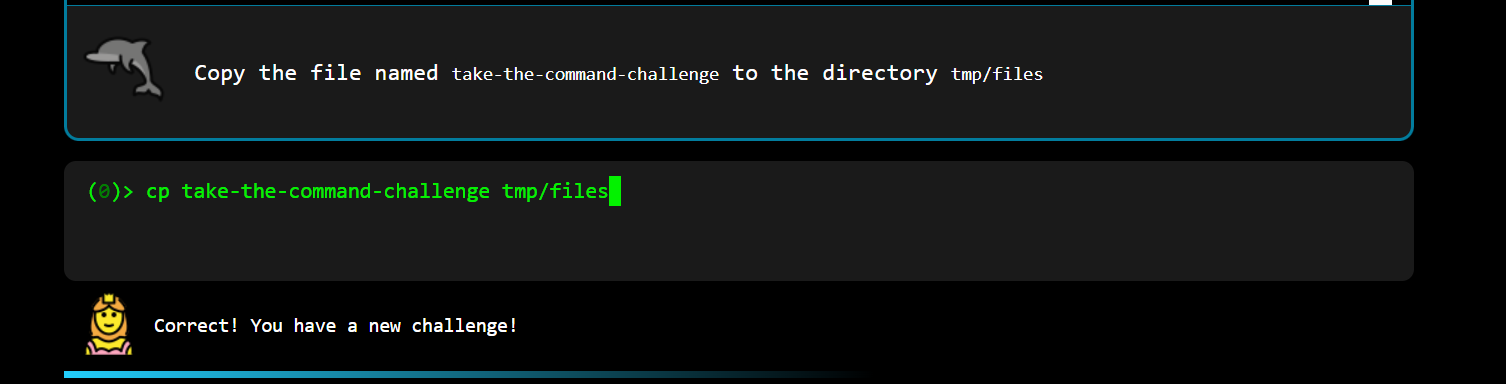 Copy the file named take-the-command-challenge to the directory tmp/files
(0)> cp take-the-command-challenge tmp/files
Correct! You have a new challenge!